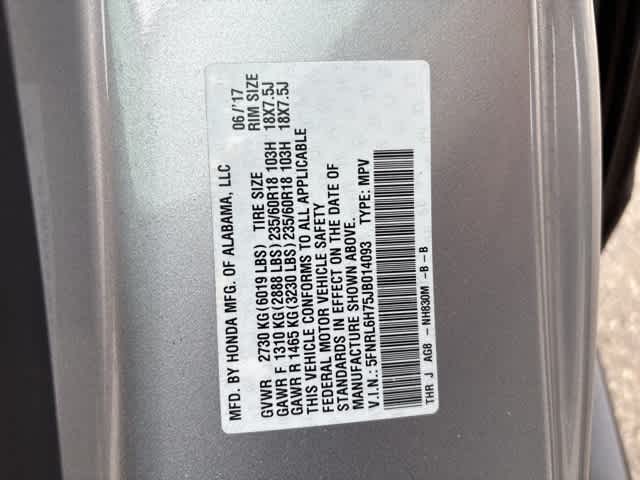 MFD. BY HONDA MFG. OF ALABAMA, LLC 06/'17
GVWR 2730 KG (6019 LBS) TIRE SIZE RIM SIZE
GAWR F 1310 KG (2888 LBS) 235/60R18 103H 18X7.5J
GAWR R 1465 KG (3230 LBS) 235/60R18 103H 18X7.5J
THIS VEHICLE CONFORMS TO ALL APPLICABLE
FEDERAL MOTOR VEHICLE SAFETY
STANDARDS IN EFFECT ON THE DATE OF
MANUFACTURE SHOWN ABOVE.
V.I.N.: 5FNRL6H75JB014093 TYPE: MPV
THR J AG8 - NH830M -B-B